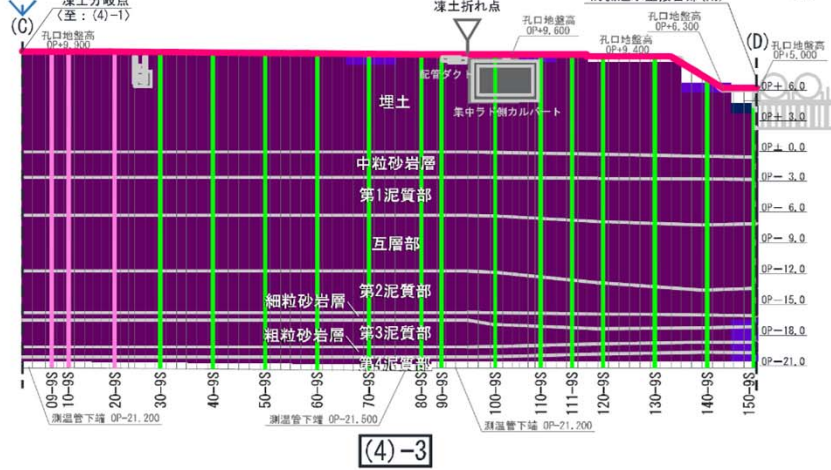 凍土分岐点
(C)
〈至：(4)-1〉
孔口地盤高
OP+9.900
凍土折れ点
孔口地盤高
OP+9.600
孔口地盤高
OP+9.400
孔口地盤高
OP+6.300
(D)
孔口地盤高
OP+5.000
配管ダクト
集中ラド側カルバート
埋土
中粒砂岩層
第1泥質部
互層部
第2泥質部
細粒砂岩層
第3泥質部
粗粒砂岩層
第4泥質部
OP+ 6.0
OP+ 3.0
OP± 0.0
OP− 3.0
OP− 6.0
OP− 9.0
OP−12.0
OP−15.0
OP−18.0
OP−21.0
09-9S
10-9S
20-9S
30-9S
40-9S
50-9S
60-9S
70-9S
80-9S
90-9S
100-9S
110-9S
111-9S
120-9S
130-9S
140-9S
150-9S
測温管下端 OP-21.200
測温管下端 OP-21.500
測温管下端 OP-21.200
(4)-3